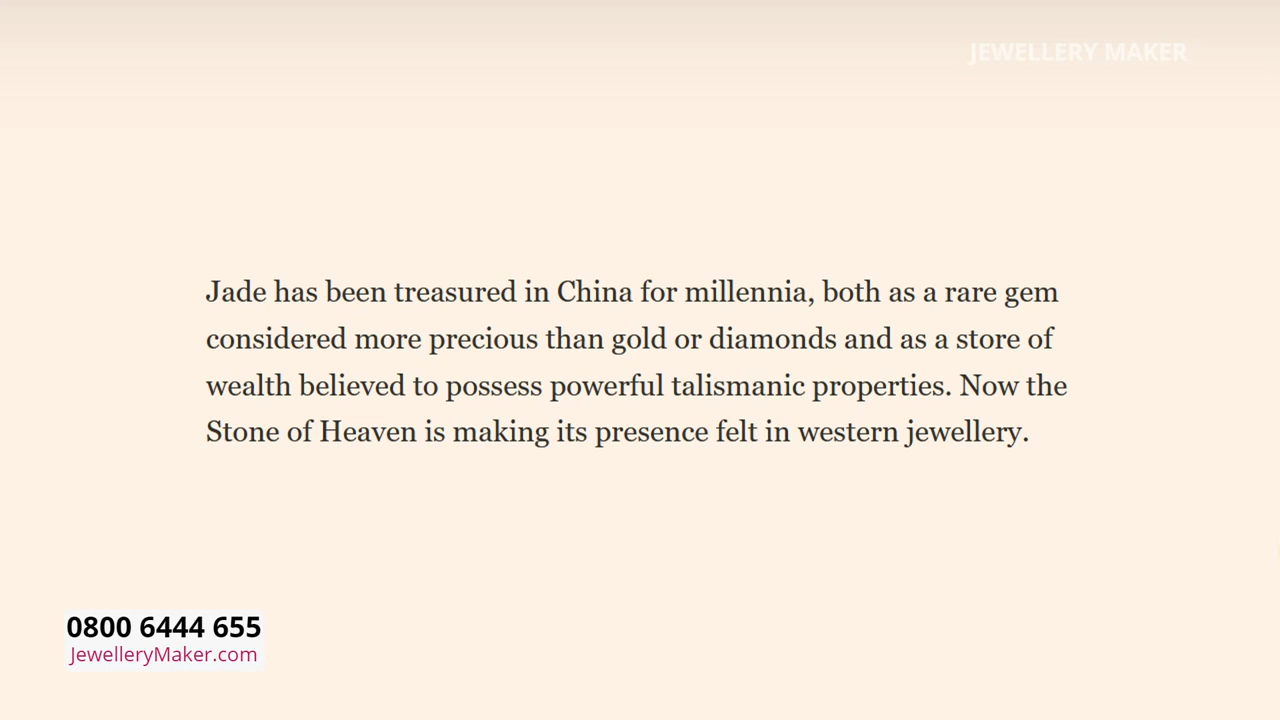 JEWELLERY MAKER
Jade has been treasured in China for millennia, both as a rare gem
considered more precious than gold or diamonds and as a store of
wealth believed to possess powerful talismanic properties. Now the
Stone of Heaven is making its presence felt in western jewellery.
0800 6444 655
JewelleryMaker.com